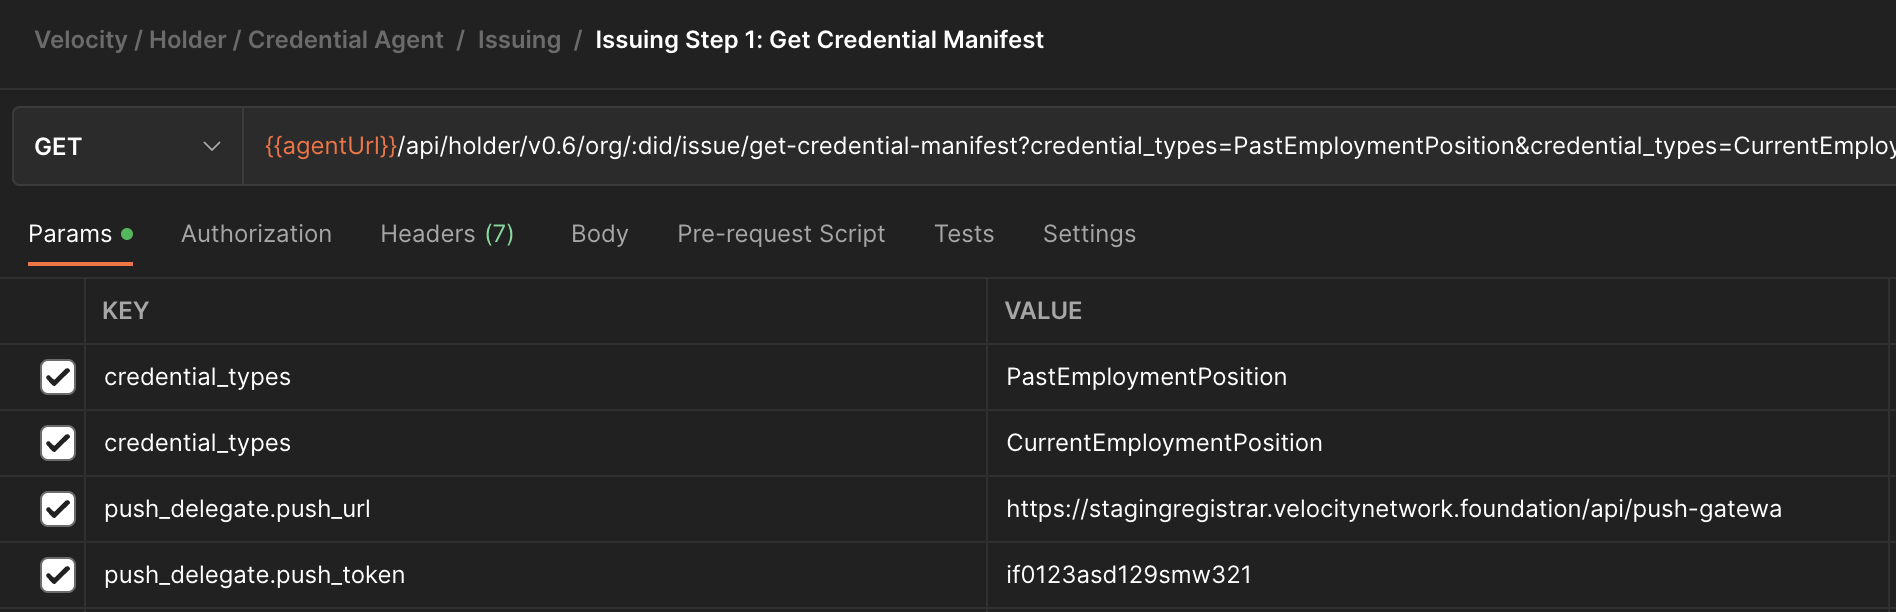 Velocity / Holder / Credential Agent / Issuing / Issuing Step 1: Get Credential Manifest
GET {{agentUrl}}/api/holder/v0.6/org/:did/issue/get-credential-manifest?credential_types=PastEmploymentPosition&credential_types=CurrentEmploy
Params Authorization Headers (7) Body Pre-request Script Tests Settings
KEY VALUE
credential_types PastEmploymentPosition
credential_types CurrentEmploymentPosition
push_delegate.push_url https://stagingregistrar.velocitynetwork.foundation/api/push-gatewa
push_delegate.push_token if0123asd129smw321